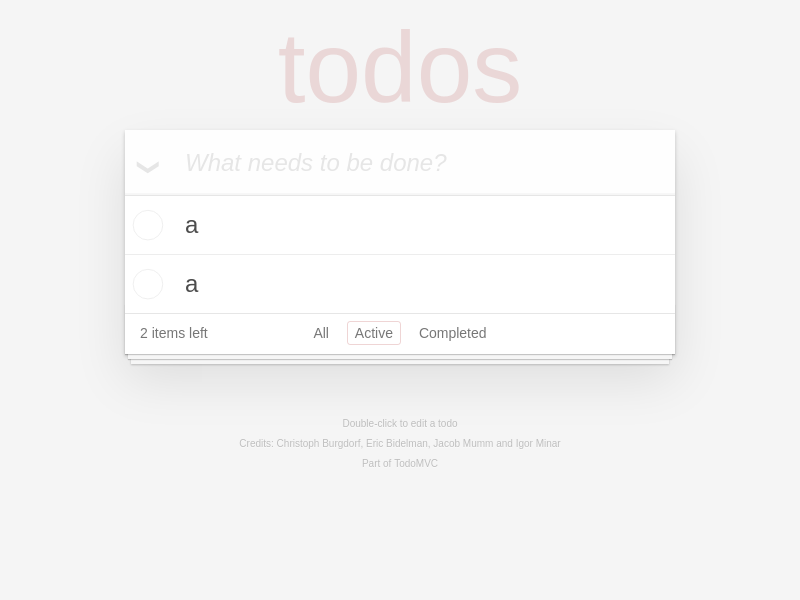 todos
What needs to be done?
a
a
2 items left All Active Completed
Double-click to edit a todo
Credits: Christoph Burgdorf, Eric Bidelman, Jacob Mumm and Igor Minar
Part of TodoMVC